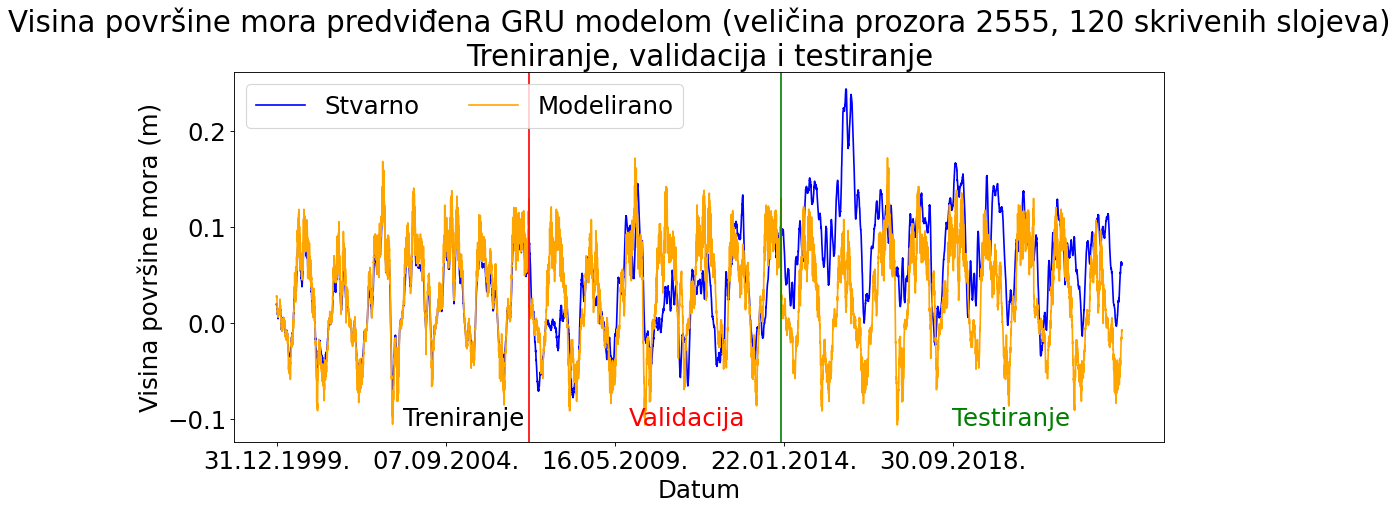 Visina površine mora predviđena GRU modelom (veličina prozora 2555, 120 skrivenih slojeva)
Treniranje, validacija i testiranje
Stvarno
Modelirano
Visina površine mora (m)
0.2
0.1
0.0
−0.1
Treniranje
Validacija
Testiranje
31.12.1999.
07.09.2004.
16.05.2009.
22.01.2014.
30.09.2018.
Datum